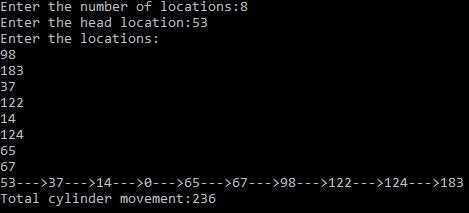 Enter the number of locations:8
Enter the head location:53
Enter the locations:
98
183
37
122
14
124
65
67
53--->37--->14--->0--->65--->67--->98--->122--->124--->183
Total cylinder movement:236